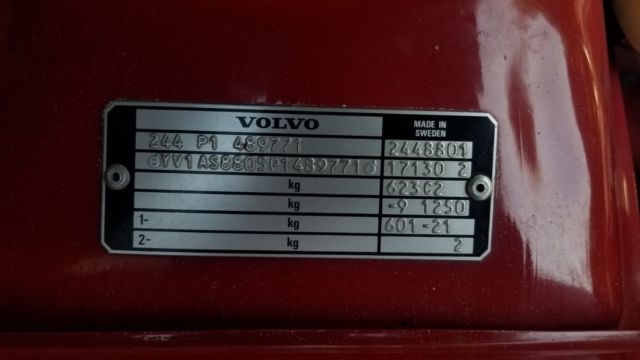 VOLVO
MADE IN
SWEDEN
244 P1 489771 2448801
YV1AS8805P1489771 17130 2
kg 623C2
kg -9 1250
1- kg 601-21
2- kg 2